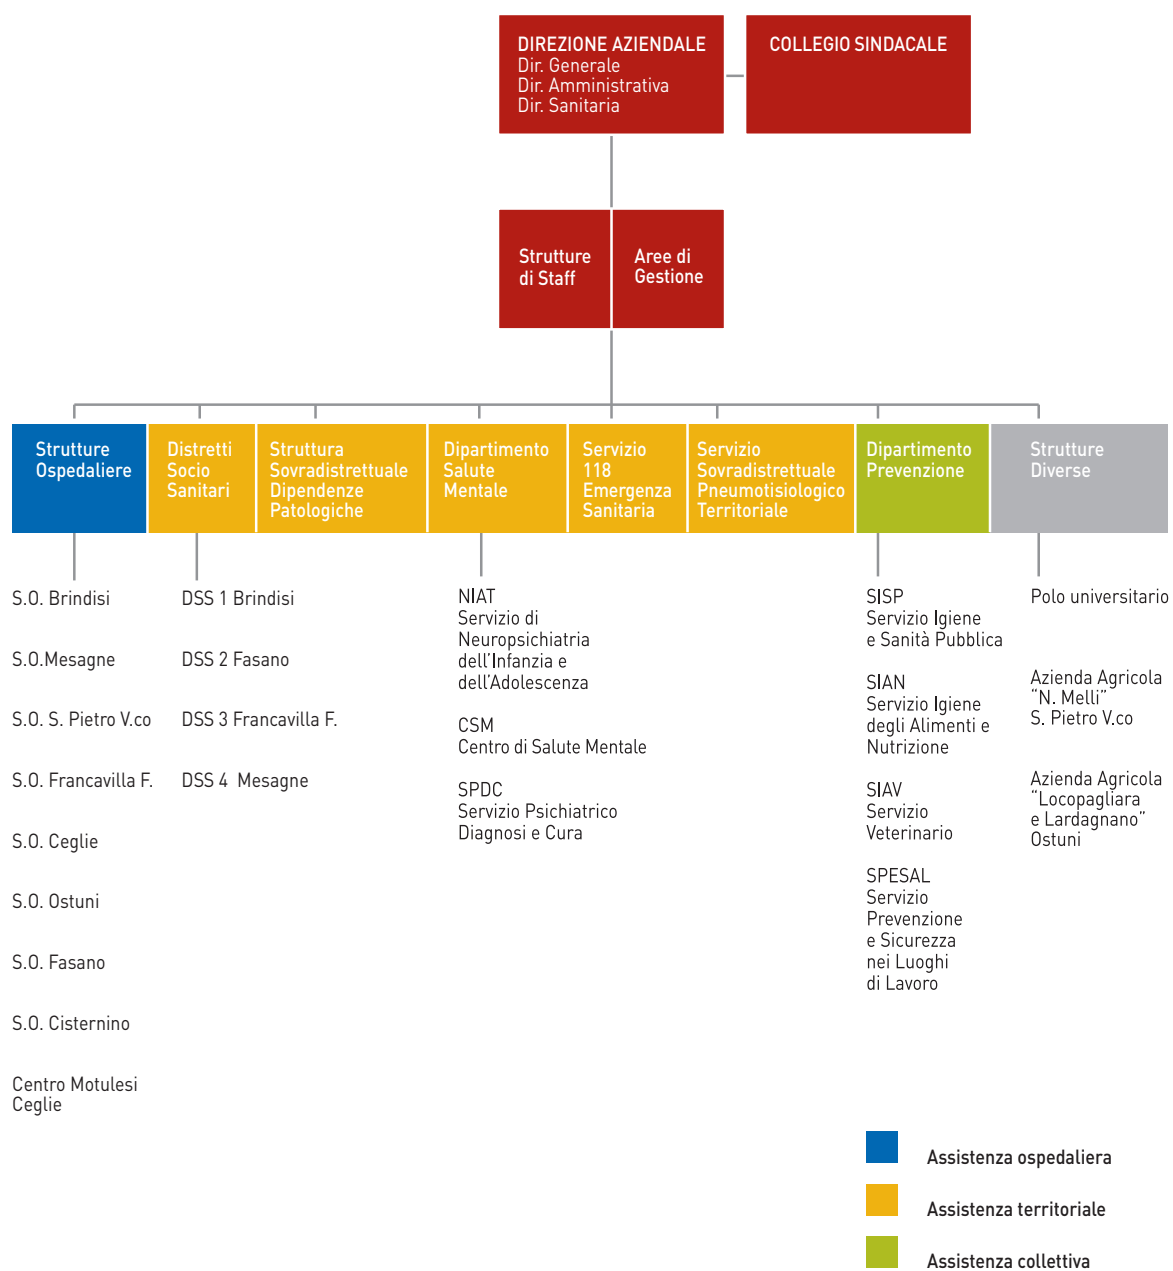 DIREZIONE AZIENDALE
Dir. Generale
Dir. Amministrativa
Dir. Sanitaria
COLLEGIO SINDACALE
Strutture
di Staff
Aree di
Gestione
Strutture
Ospedaliere
Distretti
Socio
Sanitari
Struttura
Sovradistrettuale
Dipendenze
Patologiche
Dipartimento
Salute
Mentale
Servizio
118
Emergenza
Sanitaria
Servizio
Sovradistrettuale
Pneumotisiologico
Territoriale
Dipartimento
Prevenzione
Strutture
Diverse
S.O. Brindisi
S.O.Mesagne
S.O. S. Pietro V.co
S.O. Francavilla F.
S.O. Ceglie
S.O. Ostuni
S.O. Fasano
S.O. Cisternino
Centro Motulesi
Ceglie
DSS 1 Brindisi
DSS 2 Fasano
DSS 3 Francavilla F.
DSS 4  Mesagne
NIAT
Servizio di
Neuropsichiatria
dell'Infanzia e
dell'Adolescenza
CSM
Centro di Salute Mentale
SPDC
Servizio Psichiatrico
Diagnosi e Cura
SISP
Servizio Igiene
e Sanità Pubblica
SIAN
Servizio Igiene
degli Alimenti e
Nutrizione
SIAV
Servizio
Veterinario
SPESAL
Servizio
Prevenzione
e Sicurezza
nei Luoghi
di Lavoro
Polo universitario
Azienda Agricola
“N. Melli”
S. Pietro V.co
Azienda Agricola
“Locopagliara
e Lardagnano”
Ostuni
Assistenza ospedaliera
Assistenza territoriale
Assistenza collettiva